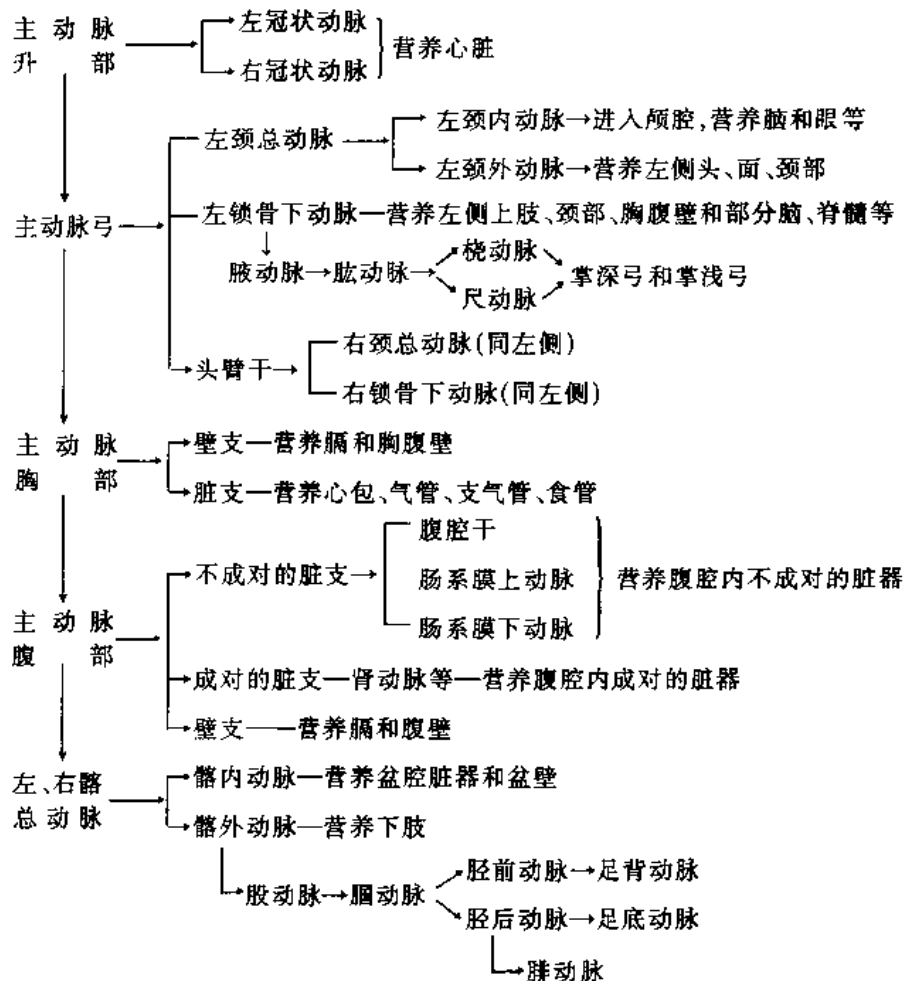 主动脉升部
左冠状动脉
右冠状动脉
营养心脏
左颈总动脉
左颈内动脉→进入颅腔,营养脑和眼等
左颈外动脉→营养左侧头、面、颈部
主动脉弓
左锁骨下动脉—营养左侧上肢、颈部、胸腹壁和部分脑、脊髓等
腋动脉→肱动脉→
桡动脉
尺动脉
掌深弓和掌浅弓
头臂干→
右颈总动脉(同左侧)
右锁骨下动脉(同左侧)
主动脉胸部
壁支—营养膈和胸腹壁
脏支—营养心包、气管、支气管、食管
主动脉腹部
不成对的脏支→
腹腔干
肠系膜上动脉
肠系膜下动脉
营养腹腔内不成对的脏器
成对的脏支—肾动脉等—营养腹腔内成对的脏器
壁支——营养膈和腹壁
左、右髂总动脉
髂内动脉—营养盆腔脏器和盆壁
髂外动脉—营养下肢
股动脉→腘动脉
胫前动脉→足背动脉
胫后动脉→足底动脉
腓动脉